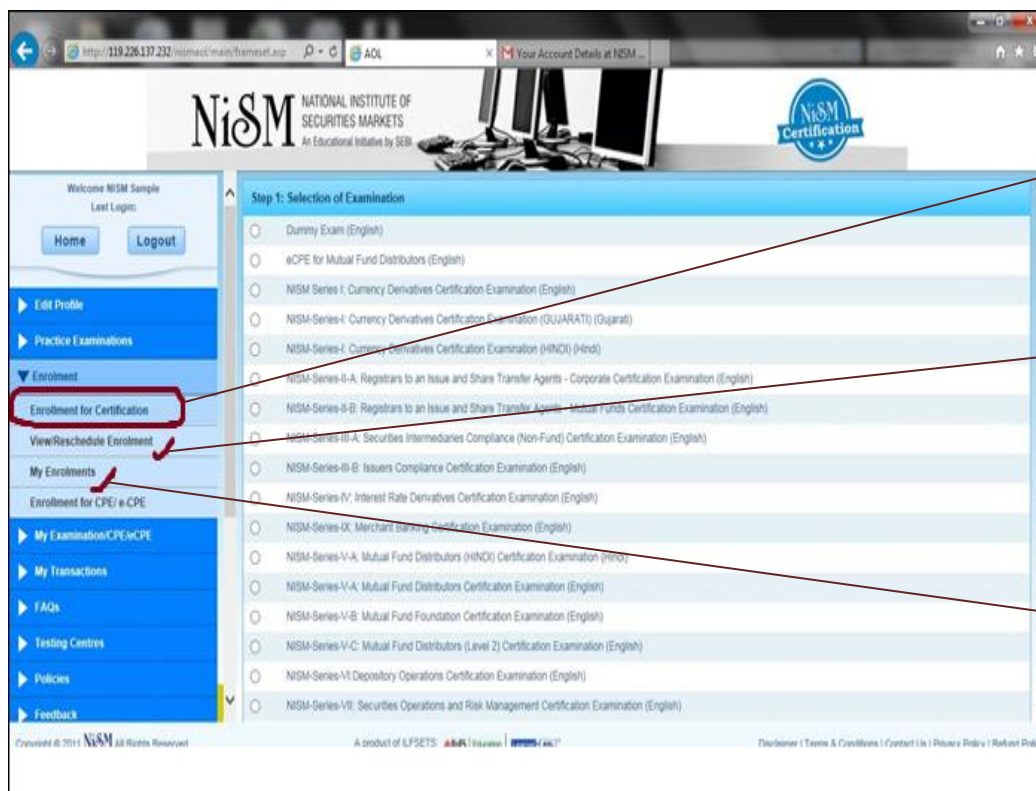 http://119.226.137.232/nismaol/main/frameset.asp
AOL
Your Account Details at NISM ...
NiSM
NATIONAL INSTITUTE OF
SECURITIES MARKETS
An Educational Initiative by SEBI
NiSM
Certification
Welcome NISM Sample
Last Login:
Home
Logout
Edit Profile
Practice Examinations
Enrolment
Enrollment for Certification
View/Reschedule Enrolment
My Enrolments
Enrollment for CPE/ e-CPE
My Examination/CPE/eCPE
My Transactions
FAQs
Testing Centres
Policies
Feedback
Step 1: Selection of Examination
Dummy Exam (English)
eCPE for Mutual Fund Distributors (English)
NISM Series I: Currency Derivatives Certification Examination (English)
NISM-Series-I: Currency Derivatives Certification Examination (GUJARATI) (Gujarati)
NISM-Series-I: Currency Derivatives Certification Examination (HINDI) (Hindi)
NISM-Series-II-A: Registrars to an Issue and Share Transfer Agents - Corporate Certification Examination (English)
NISM-Series-II-B: Registrars to an Issue and Share Transfer Agents - Mutual Funds Certification Examination (English)
NISM-Series-III-A: Securities Intermediaries Compliance (Non-Fund) Certification Examination (English)
NISM-Series-III-B: Issuers Compliance Certification Examination (English)
NISM-Series-IV: Interest Rate Derivatives Certification Examination (English)
NISM-Series-IX: Merchant Banking Certification Examination (English)
NISM-Series-V-A: Mutual Fund Distributors (HINDI) Certification Examination (Hindi)
NISM-Series-V-A: Mutual Fund Distributors Certification Examination (English)
NISM-Series-V-B: Mutual Fund Foundation Certification Examination (English)
NISM-Series-V-C: Mutual Fund Distributors (Level 2) Certification Examination (English)
NISM-Series-VI:Depository Operations Certification Examination (English)
NISM-Series-VII: Securities Operations and Risk Management Certification Examination (English)
Copyright © 2011 NiSM All Rights Reserved
A product of ILFSETS
Disclaimer | Terms & Conditions | Contact Us | Privacy Policy | Refund Poli